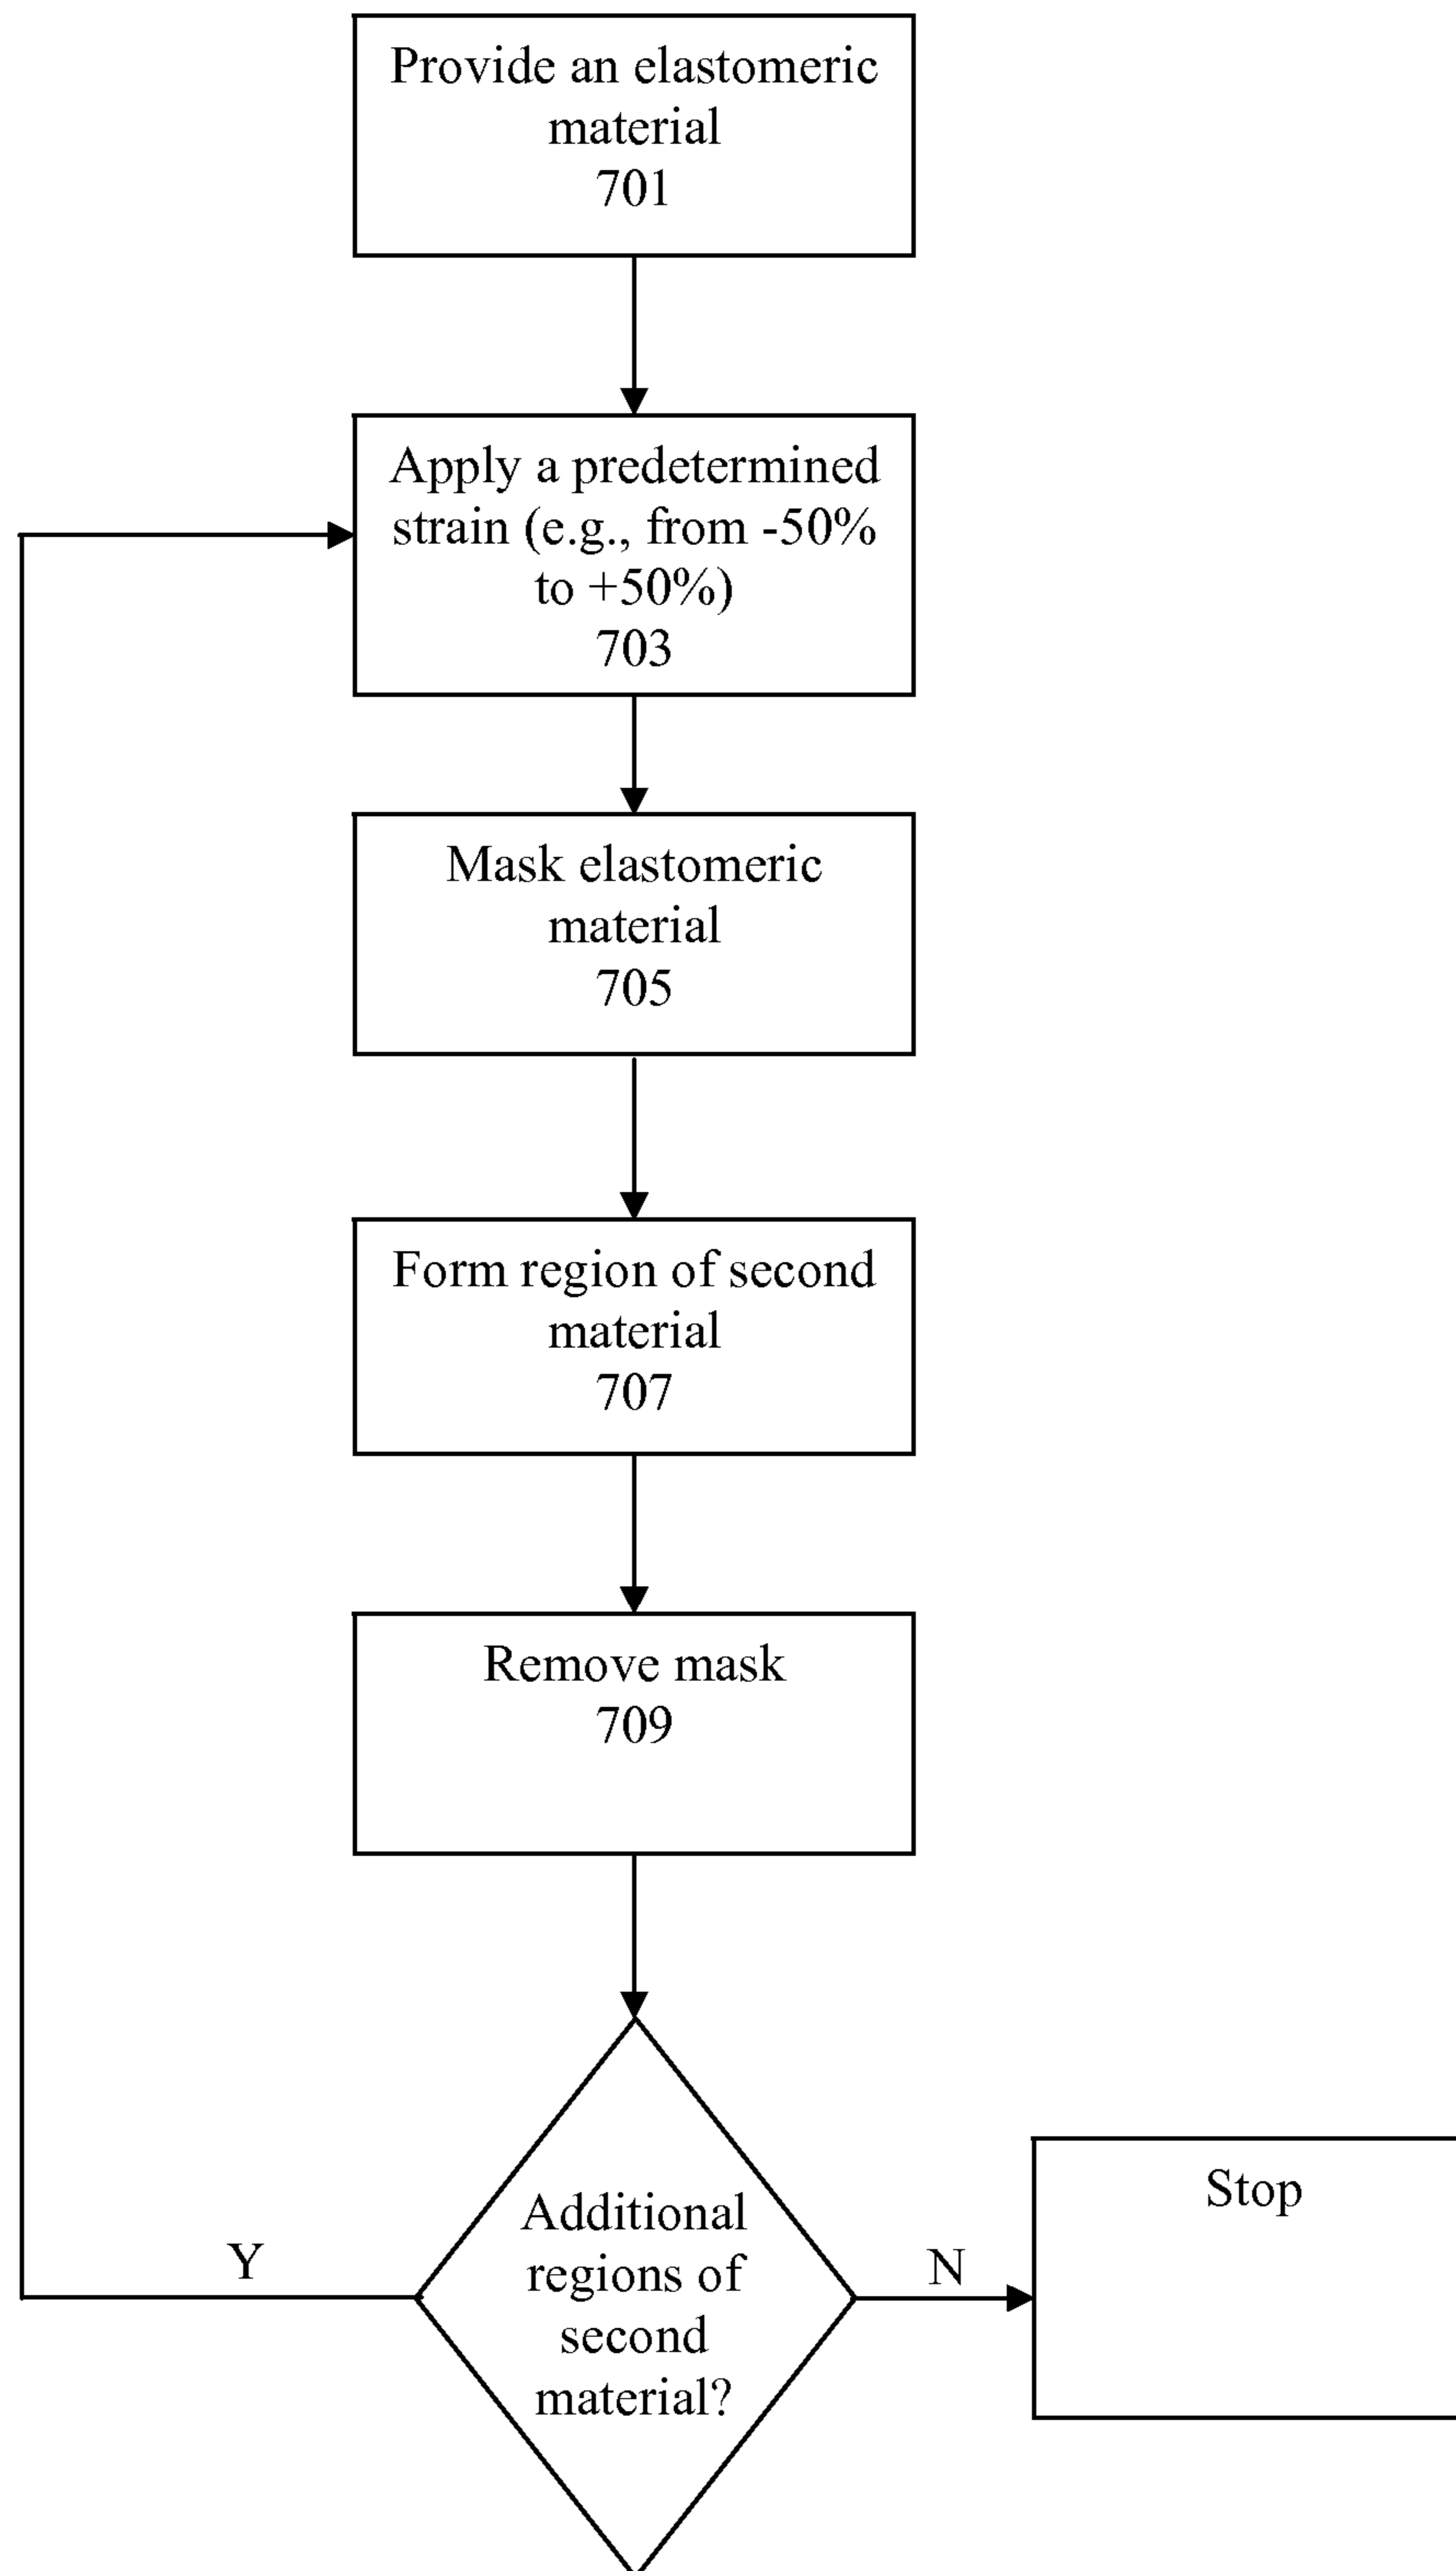 Provide an elastomeric
material
701
Apply a predetermined
strain (e.g., from -50%
to +50%)
703
Mask elastomeric
material
705
Form region of second
material
707
Remove mask
709
Additional
regions of
second
material?
Y
N
Stop